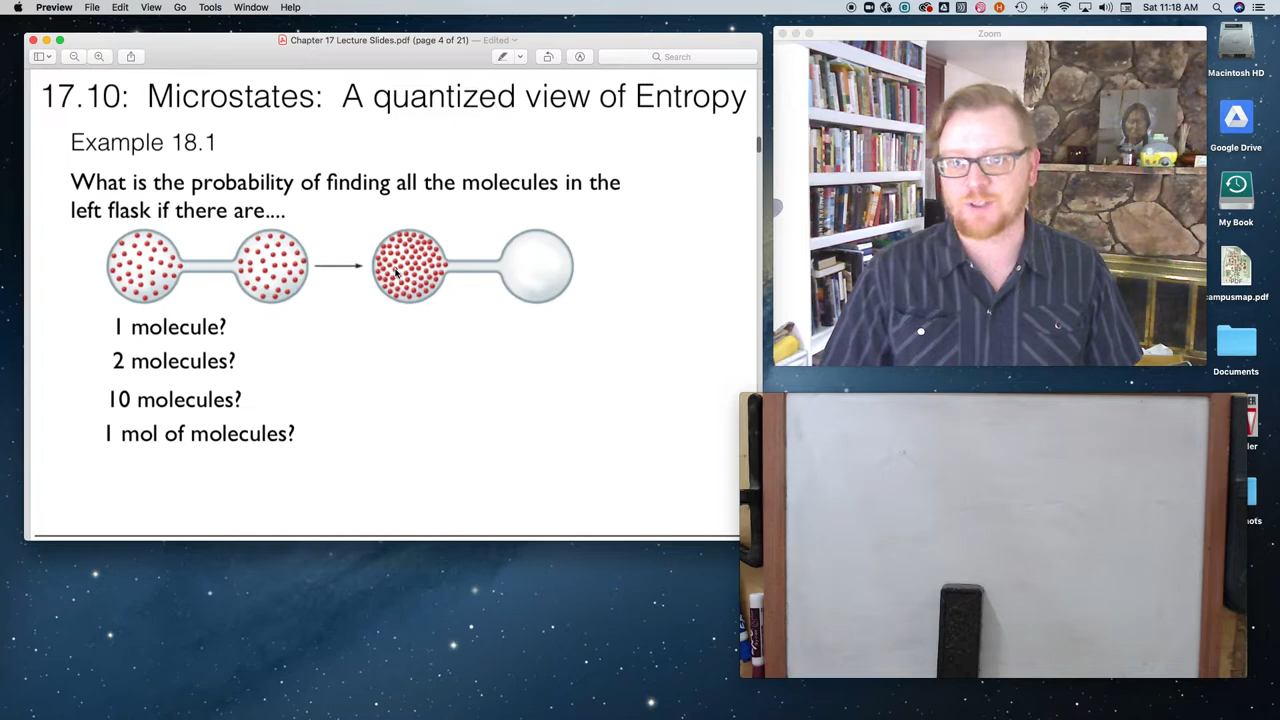 Preview File Edit View Go Tools Window Help
Sat 11:18 AM
Chapter 17 Lecture Slides.pdf (page 4 of 21) — Edited
Search
17.10: Microstates: A quantized view of Entropy
Example 18.1
What is the probability of finding all the molecules in the
left flask if there are....
1 molecule?
2 molecules?
10 molecules?
1 mol of molecules?
Zoom
Macintosh HD
Google Drive
My Book
PDF
campusmap.pdf
Documents